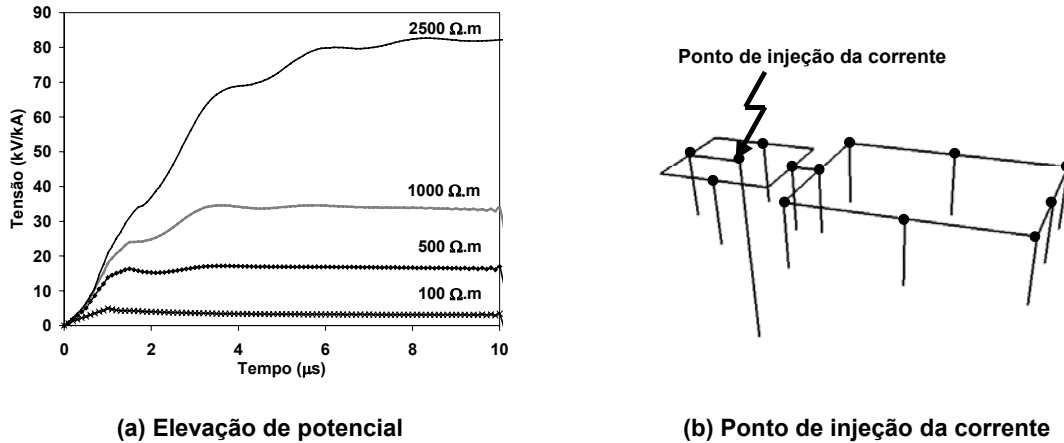 90
80
70
60
50
40
30
20
10
0
Tensão (kV/kA)
2500 Ω.m
1000 Ω.m
500 Ω.m
100 Ω.m
0 2 4 6 8 10
Tempo (μs)
(a) Elevação de potencial
Ponto de injeção da corrente
(b) Ponto de injeção da corrente